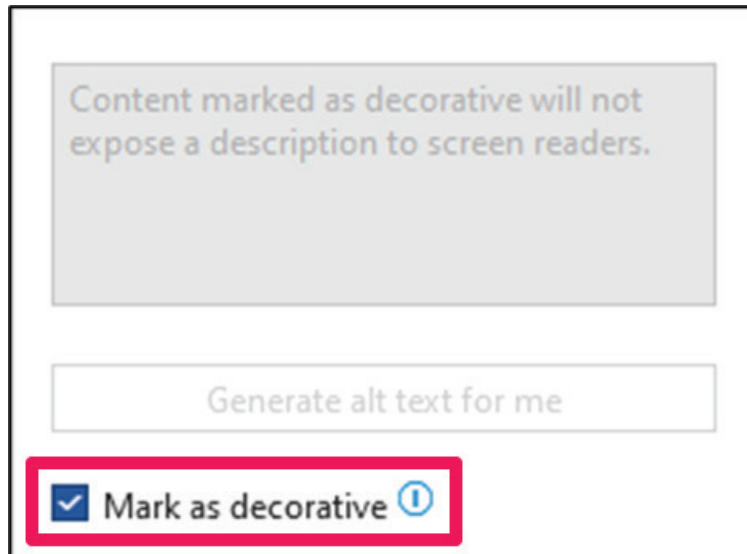 Content marked as decorative will not
expose a description to screen readers.
Generate alt text for me
Mark as decorative